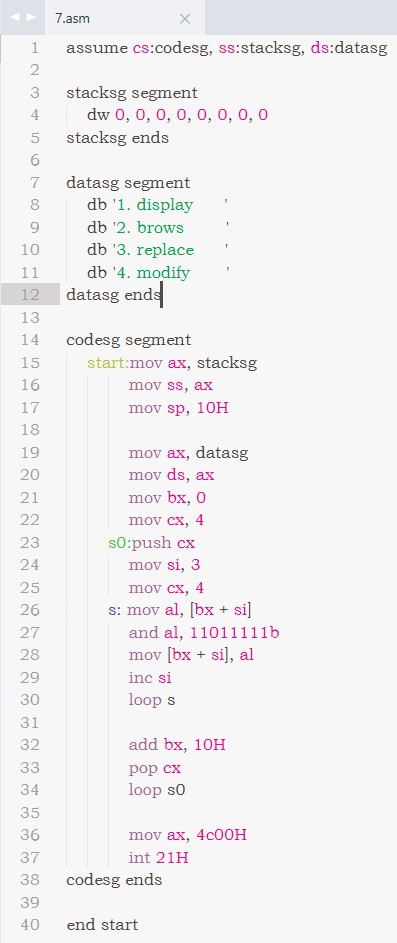 7.asm
1 assume cs:codesg, ss:stacksg, ds:datasg
2
3 stacksg segment
4 dw 0, 0, 0, 0, 0, 0, 0, 0
5 stacksg ends
6
7 datasg segment
8 db '1. display      '
9 db '2. brows        '
10 db '3. replace      '
11 db '4. modify       '
12 datasg ends
13
14 codesg segment
15 start:mov ax, stacksg
16 mov ss, ax
17 mov sp, 10H
18
19 mov ax, datasg
20 mov ds, ax
21 mov bx, 0
22 mov cx, 4
23 s0:push cx
24 mov si, 3
25 mov cx, 4
26 s: mov al, [bx + si]
27 and al, 11011111b
28 mov [bx + si], al
29 inc si
30 loop s
31
32 add bx, 10H
33 pop cx
34 loop s0
35
36 mov ax, 4c00H
37 int 21H
38 codesg ends
39
40 end start